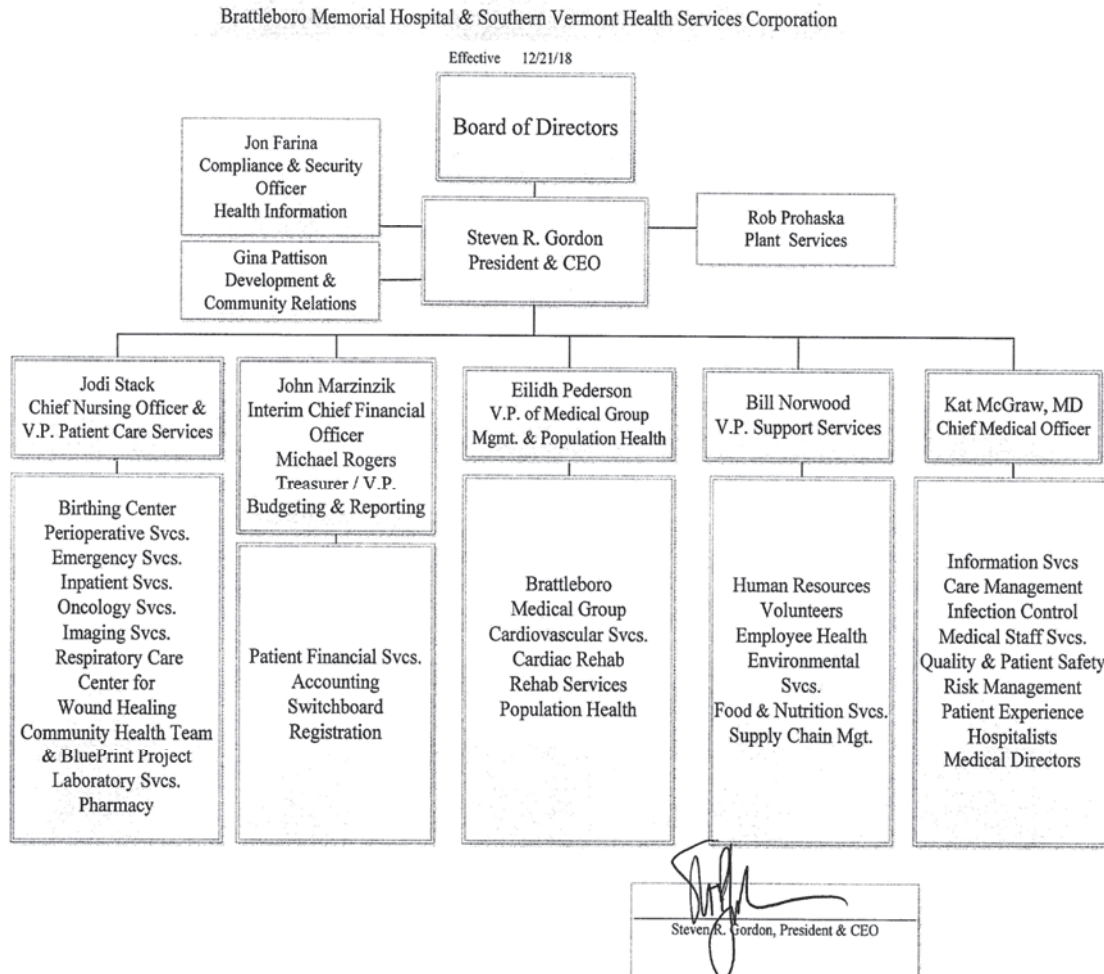 Brattleboro Memorial Hospital & Southern Vermont Health Services Corporation
Effective 12/21/18
Board of Directors
Jon Farina
Compliance & Security
Officer
Health Information
Steven R. Gordon
President & CEO
Rob Prohaska
Plant Services
Gina Pattison
Development &
Community Relations
Jodi Stack
Chief Nursing Officer &
V.P. Patient Care Services
Birthing Center
Perioperative Svcs.
Emergency Svcs.
Inpatient Svcs.
Oncology Svcs.
Imaging Svcs.
Respiratory Care
Center for
Wound Healing
Community Health Team
& BluePrint Project
Laboratory Svcs.
Pharmacy
John Marzinzik
Interim Chief Financial
Officer
Michael Rogers
Treasurer / V.P.
Budgeting & Reporting
Patient Financial Svcs.
Accounting
Switchboard
Registration
Eilidh Pederson
V.P. of Medical Group
Mgmt. & Population Health
Brattleboro
Medical Group
Cardiovascular Svcs.
Cardiac Rehab
Rehab Services
Population Health
Bill Norwood
V.P. Support Services
Human Resources
Volunteers
Employee Health
Environmental
Svcs.
Food & Nutrition Svcs.
Supply Chain Mgt.
Kat McGraw, MD
Chief Medical Officer
Information Svcs
Care Management
Infection Control
Medical Staff Svcs.
Quality & Patient Safety
Risk Management
Patient Experience
Hospitalists
Medical Directors
Steven R. Gordon, President & CEO